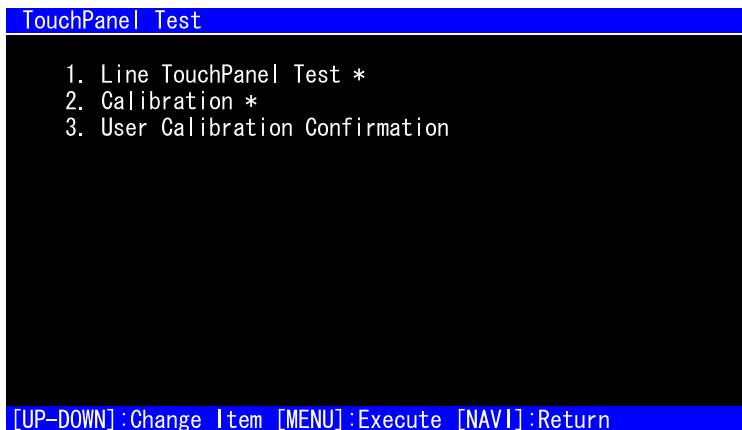 TouchPanel Test
1. Line TouchPanel Test *
2. Calibration *
3. User Calibration Confirmation
[UP-DOWN]:Change Item [MENU]:Execute [NAVI]:Return